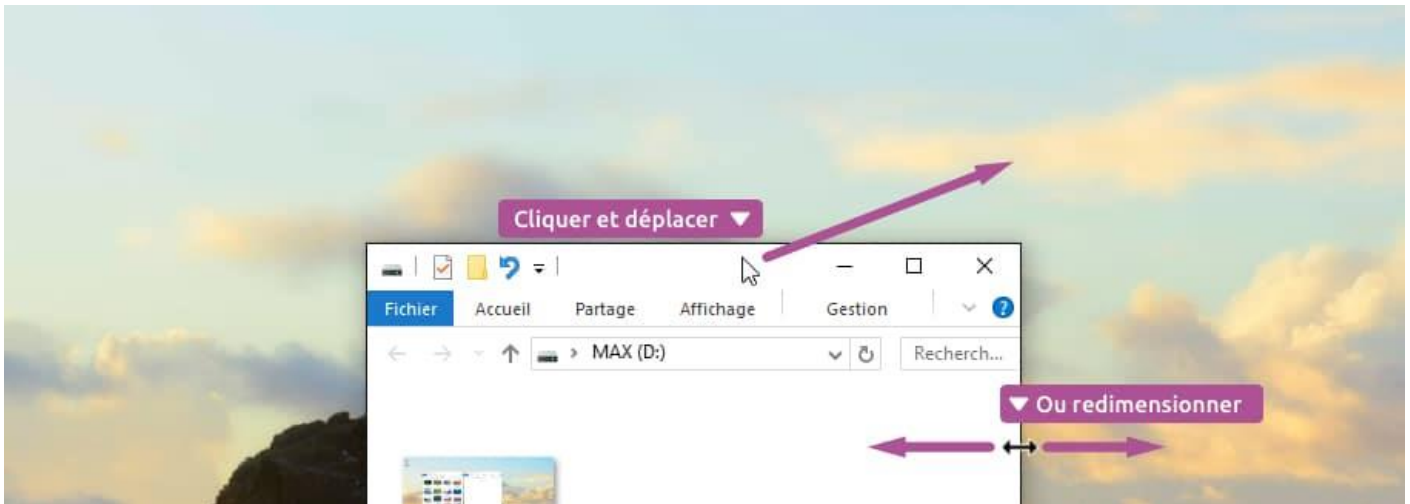 Cliquer et déplacer
Fichier Accueil Partage Affichage Gestion
MAX (D:) Recherch...
Ou redimensionner